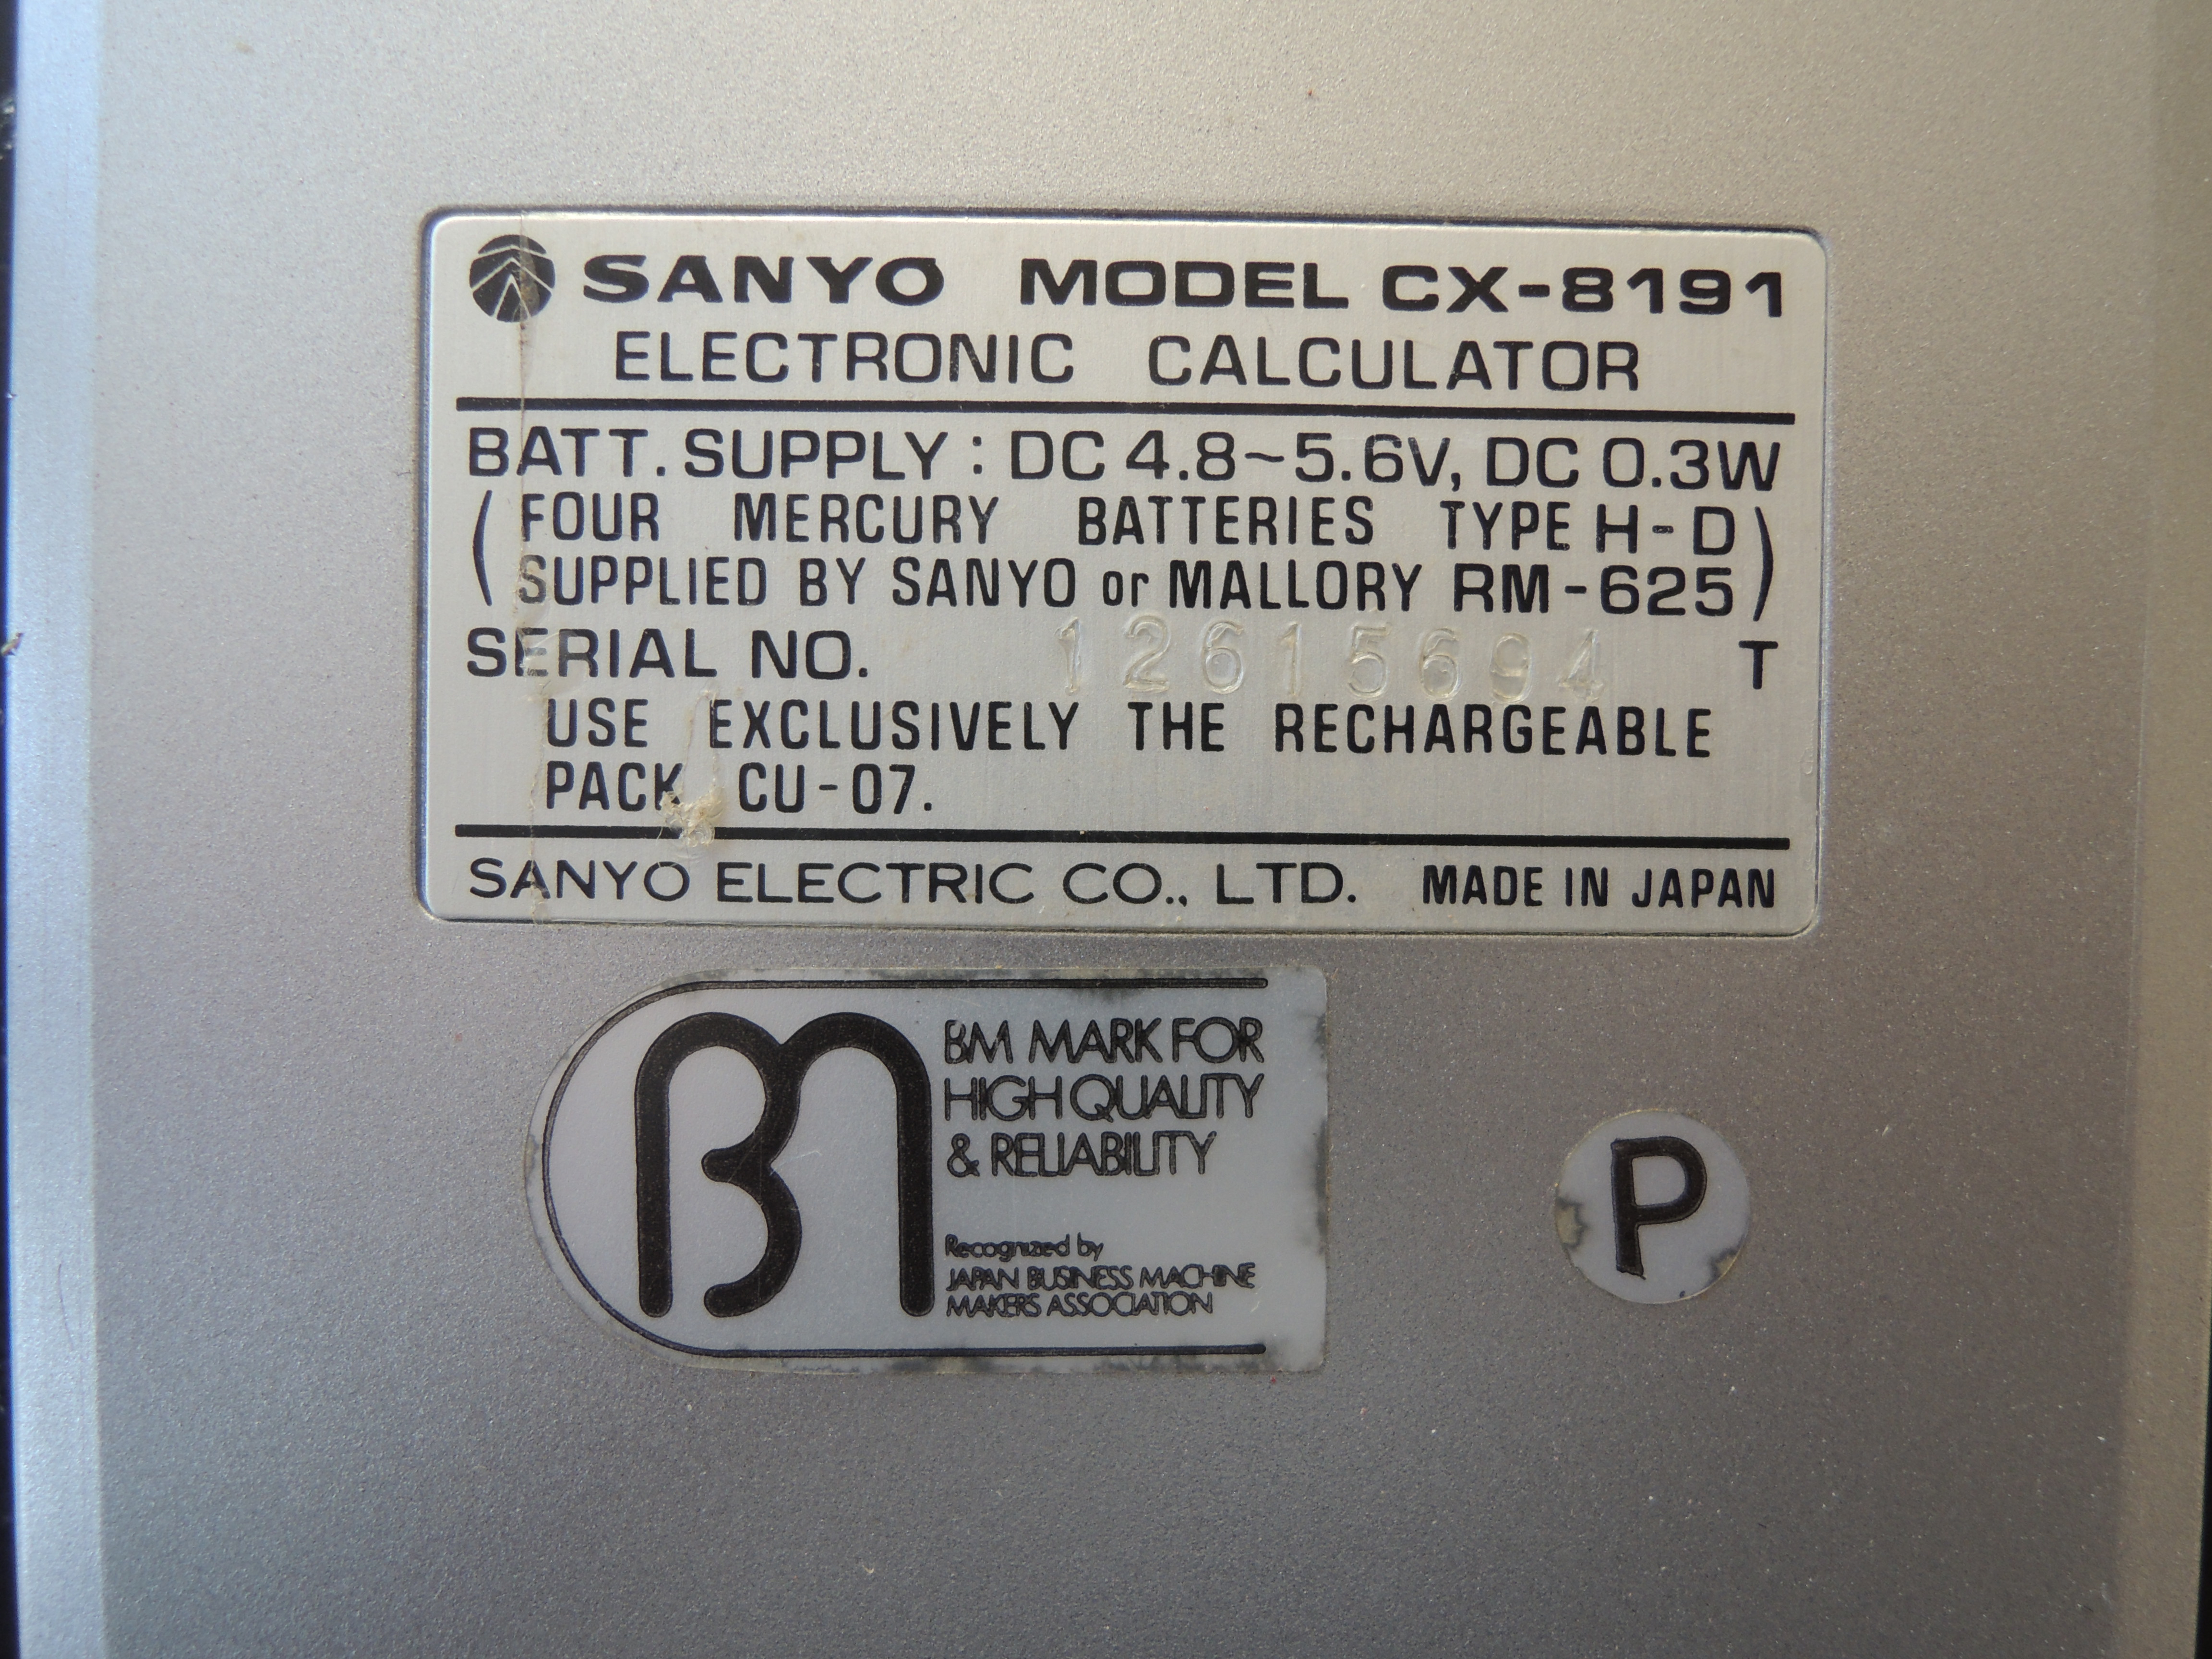 SANYO MODEL CX-8191
ELECTRONIC CALCULATOR
BATT. SUPPLY : DC 4.8~5.6V, DC 0.3W
(FOUR MERCURY BATTERIES TYPE H-D
SUPPLIED BY SANYO or MALLORY RM-625)
SERIAL NO. 12615694 T
USE EXCLUSIVELY THE RECHARGEABLE
PACK CU-07.
SANYO ELECTRIC CO., LTD. MADE IN JAPAN
BM
BM MARK FOR
HIGH QUALITY
& RELIABILITY
Recognized by
JAPAN BUSINESS MACHINE
MAKERS ASSOCIATION
P